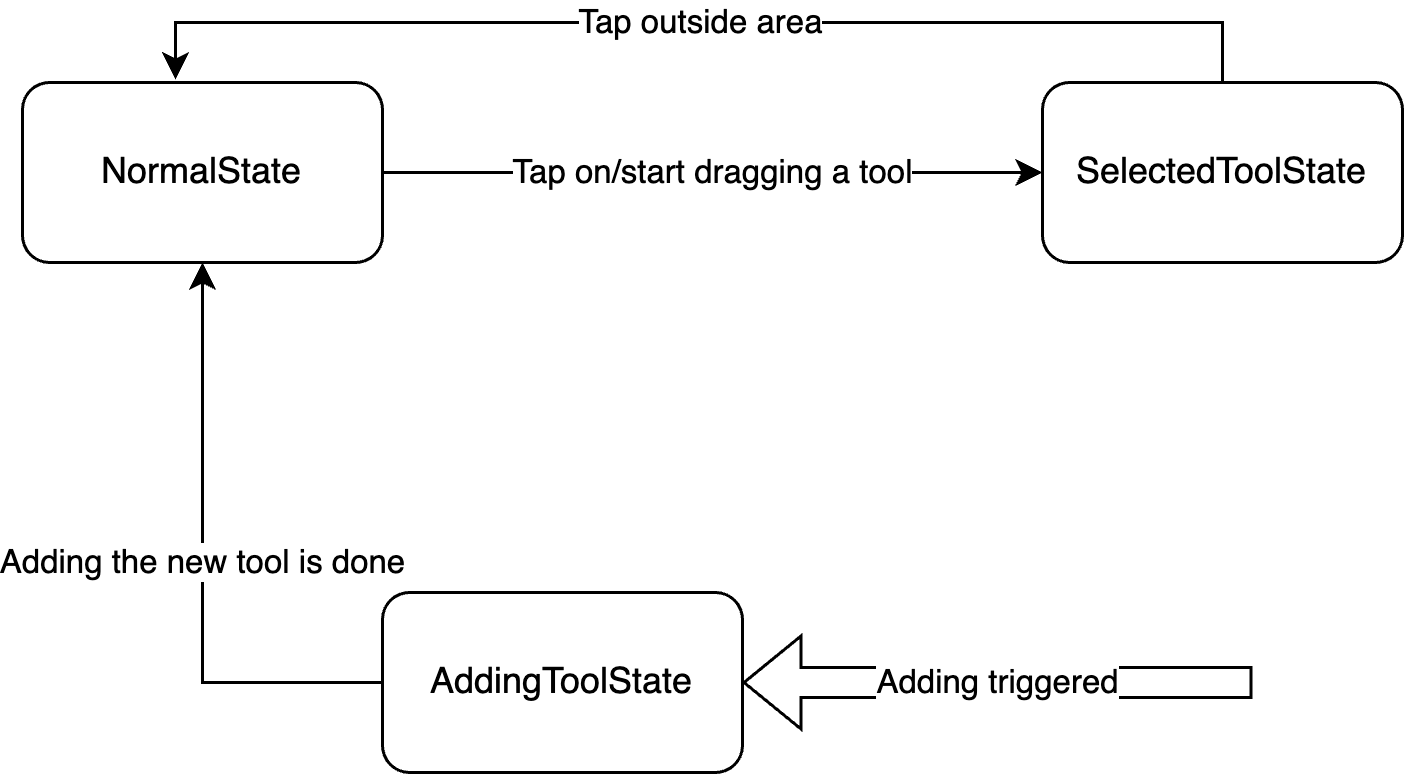 Tap outside area
NormalState
Tap on/start dragging a tool
SelectedToolState
Adding the new tool is done
AddingToolState
Adding triggered